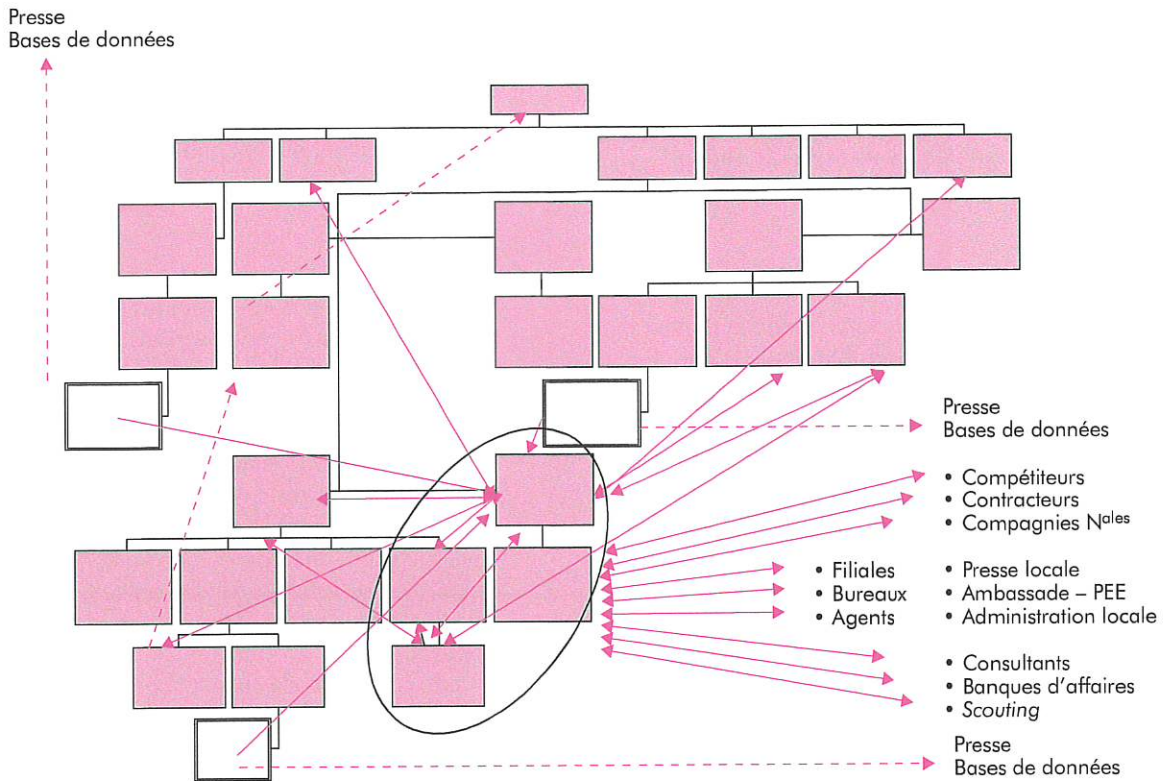 Presse
Bases de données
Presse
Bases de données
• Compétiteurs
• Contracteurs
• Compagnies Nales
• Filiales
• Bureaux
• Agents
• Presse locale
• Ambassade – PEE
• Administration locale
• Consultants
• Banques d'affaires
• Scouting
Presse
Bases de données